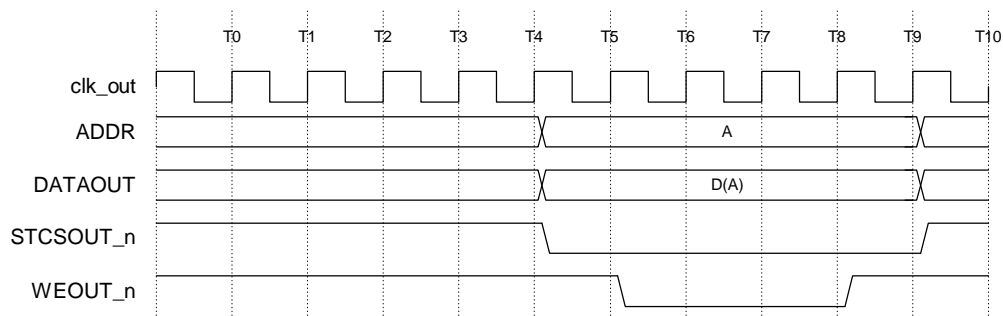 T0 T1 T2 T3 T4 T5 T6 T7 T8 T9 T10
clk_out
ADDR A
DATAOUT D(A)
STCSOUT_n
WEOUT_n